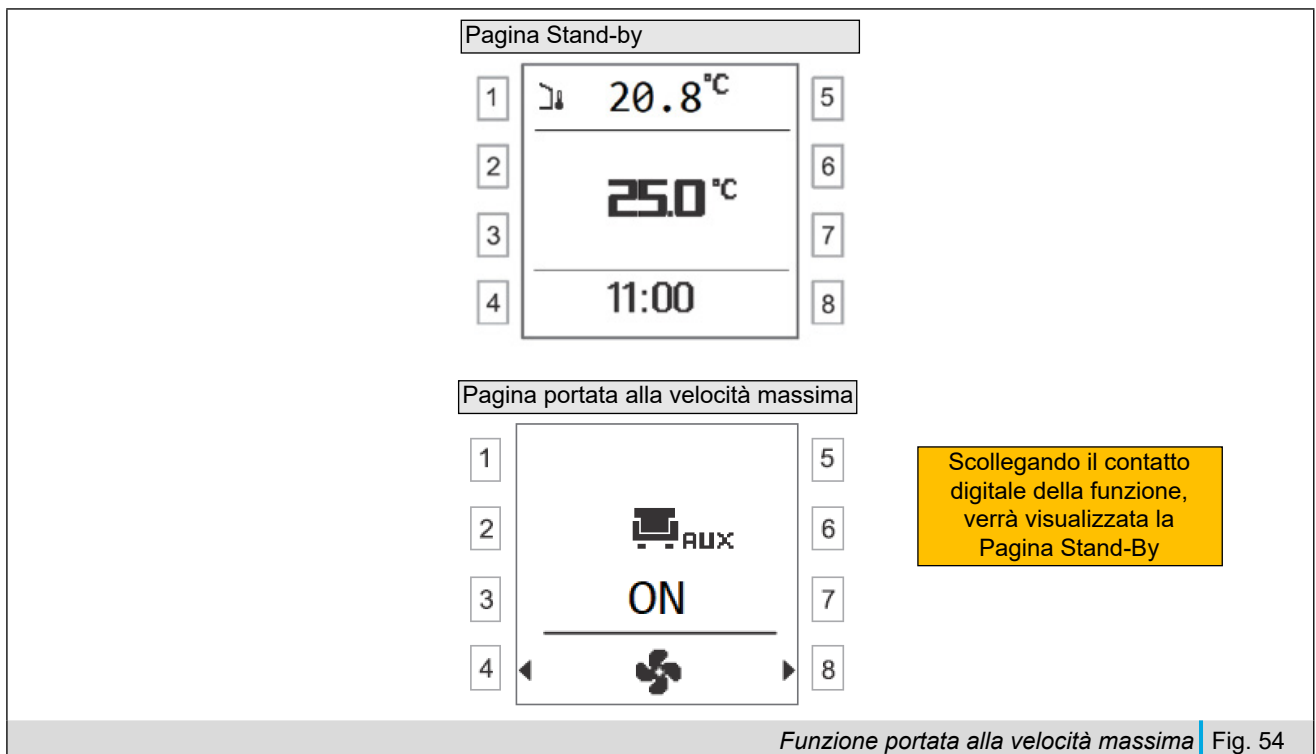 Pagina Stand-by
1 20.8°C 5
2 6
25.0°C
3 7
4 11:00 8
Pagina portata alla velocità massima
1 5
2 AUX 6
3 ON 7
4 8
Scollegando il contatto
digitale della funzione,
verrà visualizzata la
Pagina Stand-By
Funzione portata alla velocità massima Fig. 54